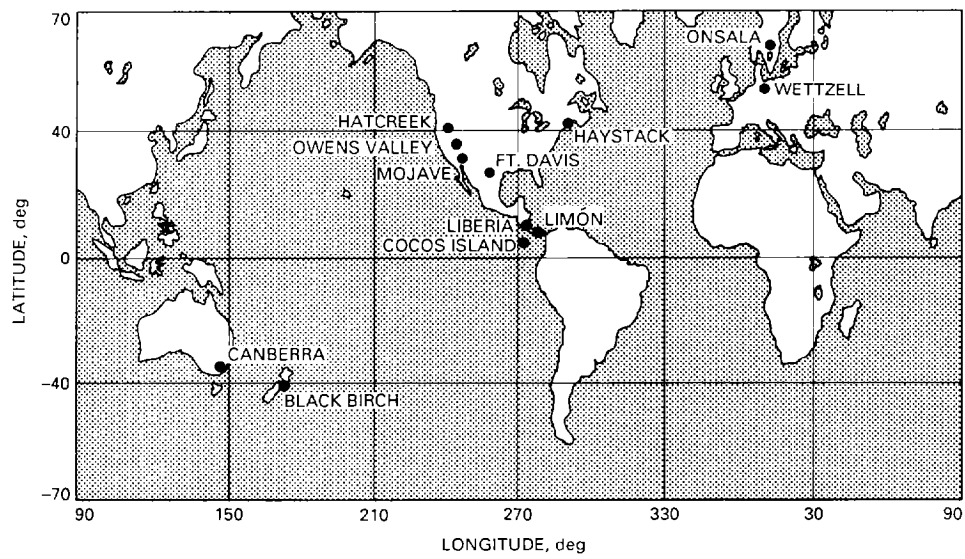 70
ONSALA
WETTZELL
40
HATCREEK
HAYSTACK
OWENS VALLEY
FT. DAVIS
MOJAVE
LIBERIA
LIMÓN
COCOS ISLAND
0
LATITUDE, deg
CANBERRA
-40
BLACK BIRCH
-70
90 150 210 270 330 30 90
LONGITUDE, deg